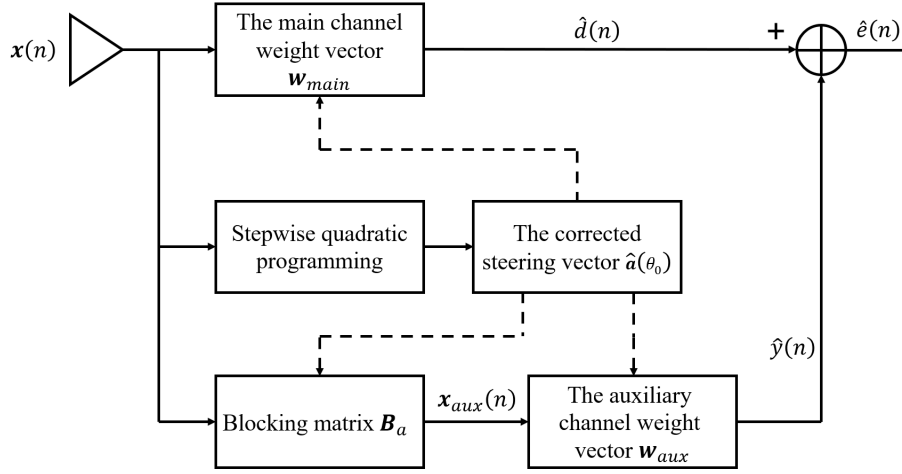 The main channel
weight vector
𝒘_main
𝒙(n)
d̂(n)
+
ê(n)
Stepwise quadratic
programming
The corrected
steering vector 𝒂̂(θ₀)
ŷ(n)
Blocking matrix 𝑩_a
𝒙_aux(n)
The auxiliary
channel weight
vector 𝒘_aux